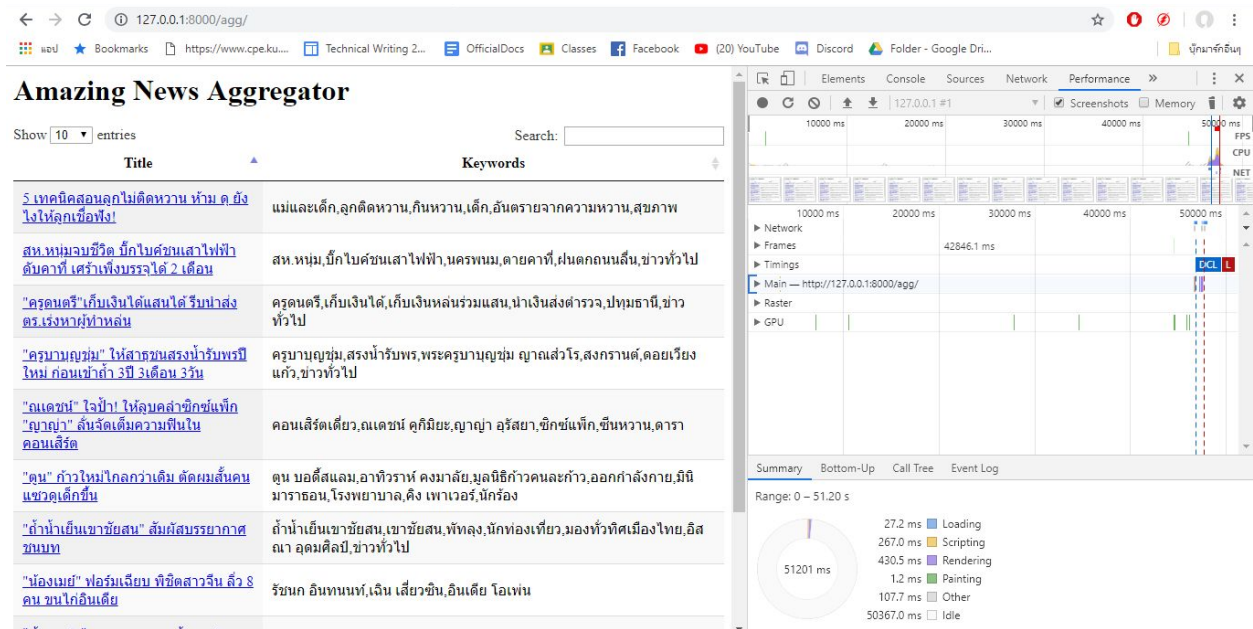 127.0.0.1:8000/agg/
แอป Bookmarks https://www.cpe.ku.... Technical Writing 2... OfficialDocs Classes Facebook (20) YouTube Discord Folder - Google Dri... บุ๊กมาร์กอื่นๆ
Amazing News Aggregator
Show 10 entries
Search:
Title Keywords
5 เทคนิคสอนลูกไม่ติดหวาน ห้าม ดุ ยัง
ไงให้ลูกเชื่อฟัง!
แม่และเด็ก,ลูกติดหวาน,กินหวาน,เด็ก,อันตรายจากความหวาน,สุขภาพ
สห.หนุ่มจบชีวิต บิ๊กไบค์ชนเสาไฟฟ้า
ดับคาที่ เศร้าเพิ่งบรรจุได้ 2 เดือน
สห.หนุ่ม,บิ๊กไบค์ชนเสาไฟฟ้า,นครพนม,ตายคาที่,ฝนตกถนนลื่น,ข่าวทั่วไป
"ครูดนตรี"เก็บเงินได้แสนได้ รีบนำส่ง
ตร.เร่งหาผู้ทำหล่น
ครูดนตรี,เก็บเงินได้,เก็บเงินหล่นร่วมแสน,นำเงินส่งตำรวจ,ปทุมธานี,ข่าว
ทั่วไป
"ครูบาบุญชุ่ม" ให้สาธุชนสรงน้ำรับพรปี
ใหม่ ก่อนเข้าถ้ำ 3ปี 3เดือน 3วัน
ครูบาบุญชุ่ม,สรงน้ำรับพร,พระครูบาบุญชุ่ม ญาณสํวโร,สงกรานต์,ดอยเวียง
แก้ว,ข่าวทั่วไป
"ณเดชน์" ใจป้ำ! ให้ลูบคลำซิกซ์แพ็ก
"ญาญ่า" ลั่นจัดเต็มความฟินใน
คอนเสิร์ต
คอนเสิร์ตเดี่ยว,ณเดชน์ คูกิมิยะ,ญาญ่า อุรัสยา,ซิกซ์แพ็ก,ซีนหวาน,ดารา
"ตูน" ก้าวใหม่ไกลกว่าเดิม ตัดผมสั้นคน
แซวดูเด็กขึ้น
ตูน บอดี้สแลม,อาทิวราห์ คงมาลัย,มูลนิธิก้าวคนละก้าว,ออกกำลังกาย,มินิ
มาราธอน,โรงพยาบาล,คิง เพาเวอร์,นักร้อง
"ถ้ำน้ำเย็นเขาชัยสน" สัมผัสบรรยากาศ
ชนบท
ถ้ำน้ำเย็นเขาชัยสน,เขาชัยสน,พัทลุง,นักท่องเที่ยว,มองทั่วทิศเมืองไทย,อิส
ณา อุดมศิลป์,ข่าวทั่วไป
"น้องเมย์" ฟอร์มเฉียบ พิชิตสาวจีน ลิ่ว 8
คน ขนไก่อินเดีย
รัชนก อินทนนท์,เฉิน เสี่ยวซิน,อินเดีย โอเพ่น
Elements Console Sources Network Performance
127.0.0.1 #1 Screenshots Memory
10000 ms 20000 ms 30000 ms 40000 ms 50000 ms
FPS
CPU
NET
10000 ms 20000 ms 30000 ms 40000 ms 50000 ms
Network
Frames 42846.1 ms
Timings DCL L
Main — http://127.0.0.1:8000/agg/
Raster
GPU
Summary Bottom-Up Call Tree Event Log
Range: 0 – 51.20 s
27.2 ms Loading
267.0 ms Scripting
430.5 ms Rendering
51201 ms
1.2 ms Painting
107.7 ms Other
50367.0 ms Idle